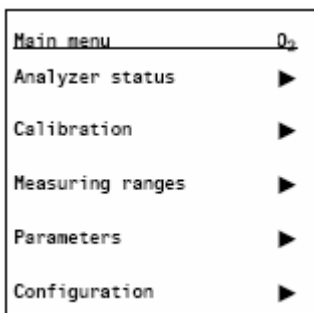 Main menu O₂
Analyzer status ►
Calibration ►
Measuring ranges ►
Parameters ►
Configuration ►